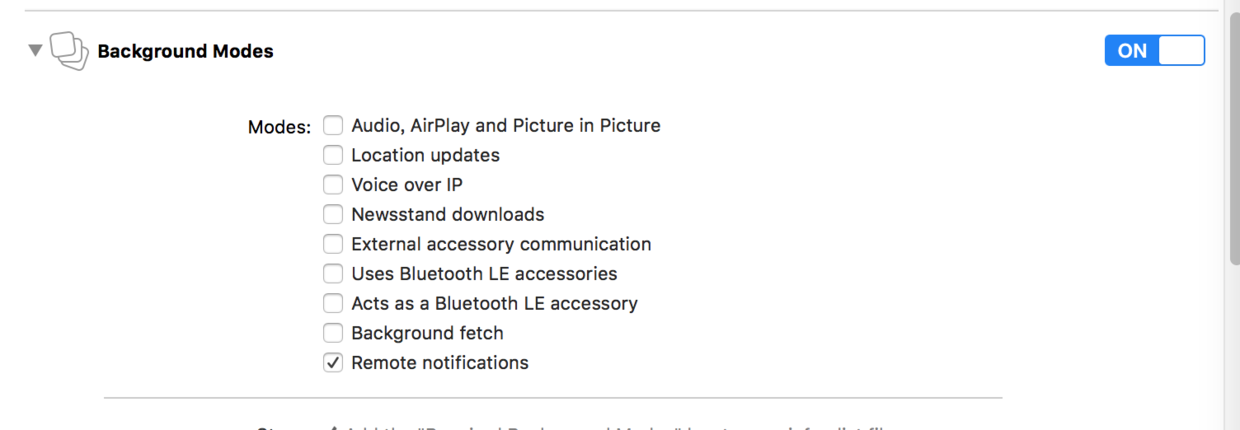 Background Modes
ON
Modes:
Audio, AirPlay and Picture in Picture
Location updates
Voice over IP
Newsstand downloads
External accessory communication
Uses Bluetooth LE accessories
Acts as a Bluetooth LE accessory
Background fetch
Remote notifications